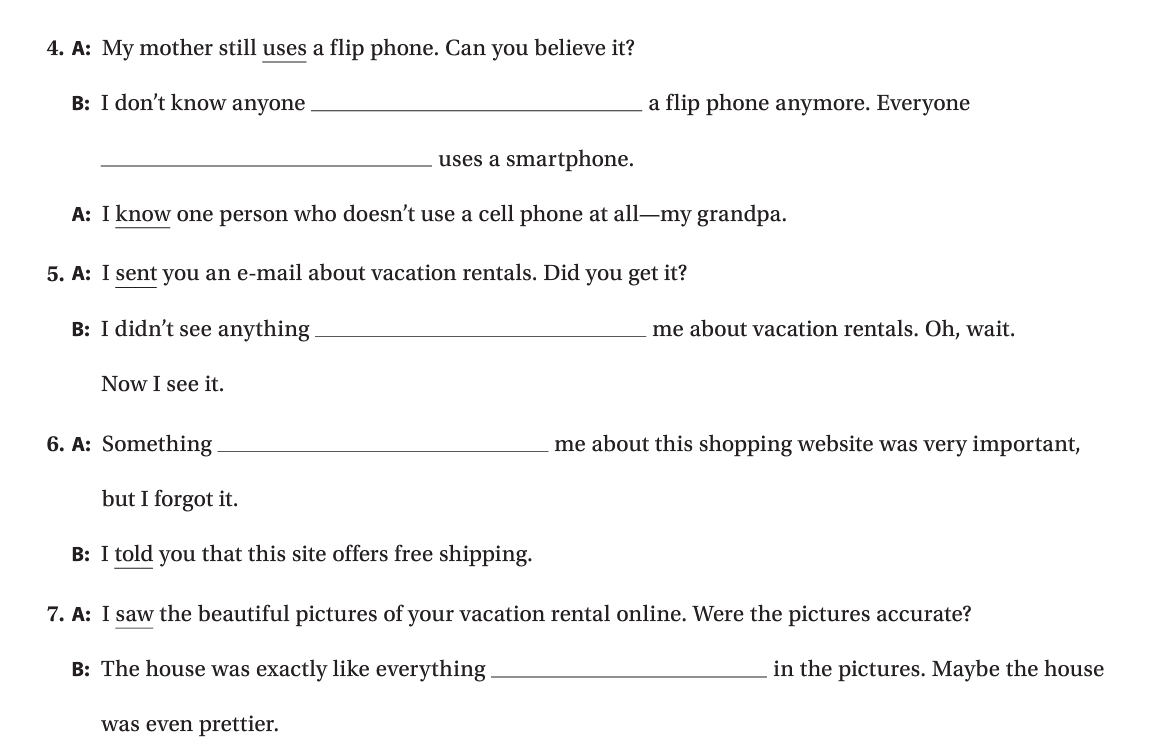 4. A: My mother still uses a flip phone. Can you believe it?
B: I don’t know anyone ______________________________ a flip phone anymore. Everyone
______________________________ uses a smartphone.
A: I know one person who doesn’t use a cell phone at all—my grandpa.
5. A: I sent you an e-mail about vacation rentals. Did you get it?
B: I didn’t see anything ______________________________ me about vacation rentals. Oh, wait.
Now I see it.
6. A: Something ______________________________ me about this shopping website was very important,
but I forgot it.
B: I told you that this site offers free shipping.
7. A: I saw the beautiful pictures of your vacation rental online. Were the pictures accurate?
B: The house was exactly like everything _________________________ in the pictures. Maybe the house
was even prettier.